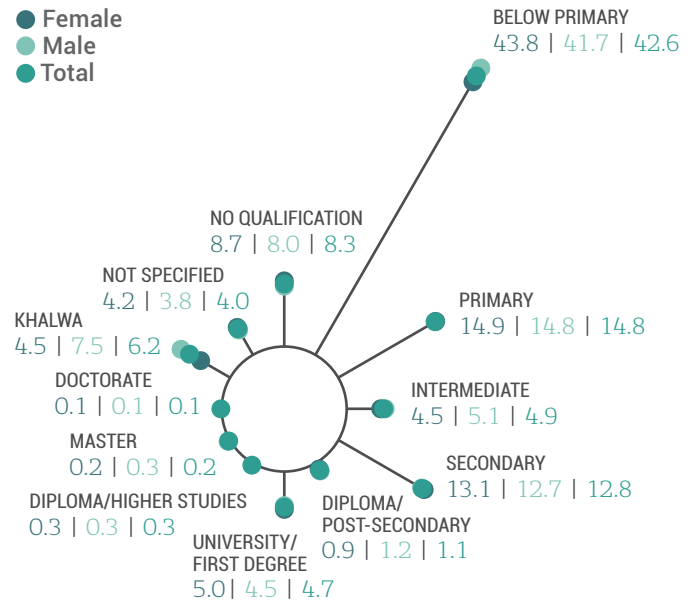 Female
Male
Total
BELOW PRIMARY
43.8 | 41.7 | 42.6
NO QUALIFICATION
8.7 | 8.0 | 8.3
NOT SPECIFIED
4.2 | 3.8 | 4.0
KHALWA
4.5 | 7.5 | 6.2
DOCTORATE
0.1 | 0.1 | 0.1
MASTER
0.2 | 0.3 | 0.2
DIPLOMA/HIGHER STUDIES
0.3 | 0.3 | 0.3
UNIVERSITY/
FIRST DEGREE
5.0| 4.5 | 4.7
DIPLOMA/
POST-SECONDARY
0.9 | 1.2 | 1.1
SECONDARY
13.1 | 12.7 | 12.8
INTERMEDIATE
4.5 | 5.1 | 4.9
PRIMARY
14.9 | 14.8 | 14.8